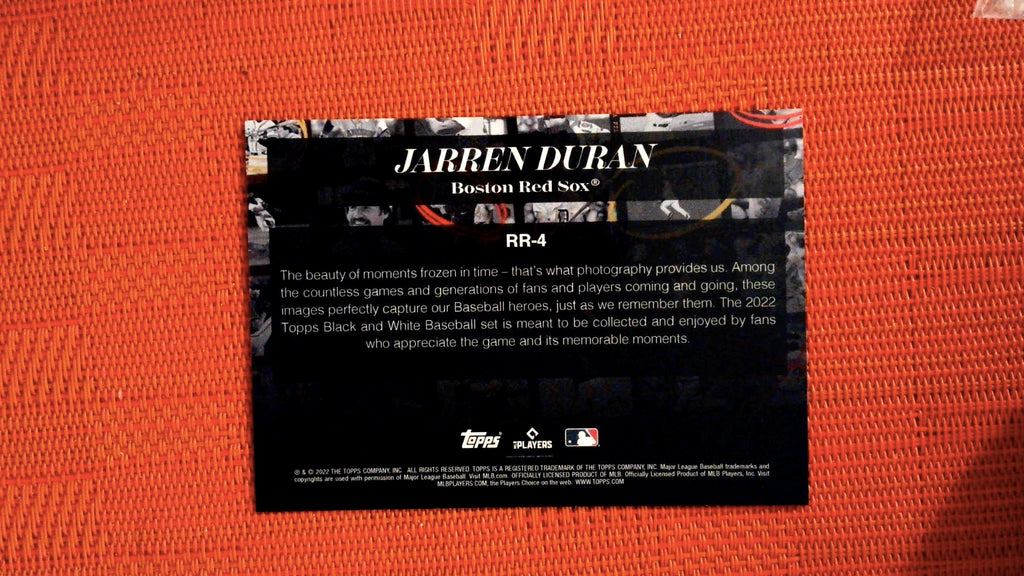 JARREN DURAN
Boston Red Sox®
RR-4
The beauty of moments frozen in time – that's what photography provides us. Among
the countless games and generations of fans and players coming and going, these
images perfectly capture our Baseball heroes, just as we remember them. The 2022
Topps Black and White Baseball set is meant to be collected and enjoyed by fans
who appreciate the game and its memorable moments.
Topps PLAYERS
℗ & © 2022 THE TOPPS COMPANY, INC. ALL RIGHTS RESERVED. TOPPS IS A REGISTERED TRADEMARK OF THE TOPPS COMPANY, INC. Major League Baseball trademarks and
copyrights are used with permission of Major League Baseball. Visit MLB.com. OFFICIALLY LICENSED PRODUCT OF MLB. Officially Licensed Product of MLB Players, Inc. Visit
MLBPLAYERS.COM, the Players Choice on the web. WWW.TOPPS.COM